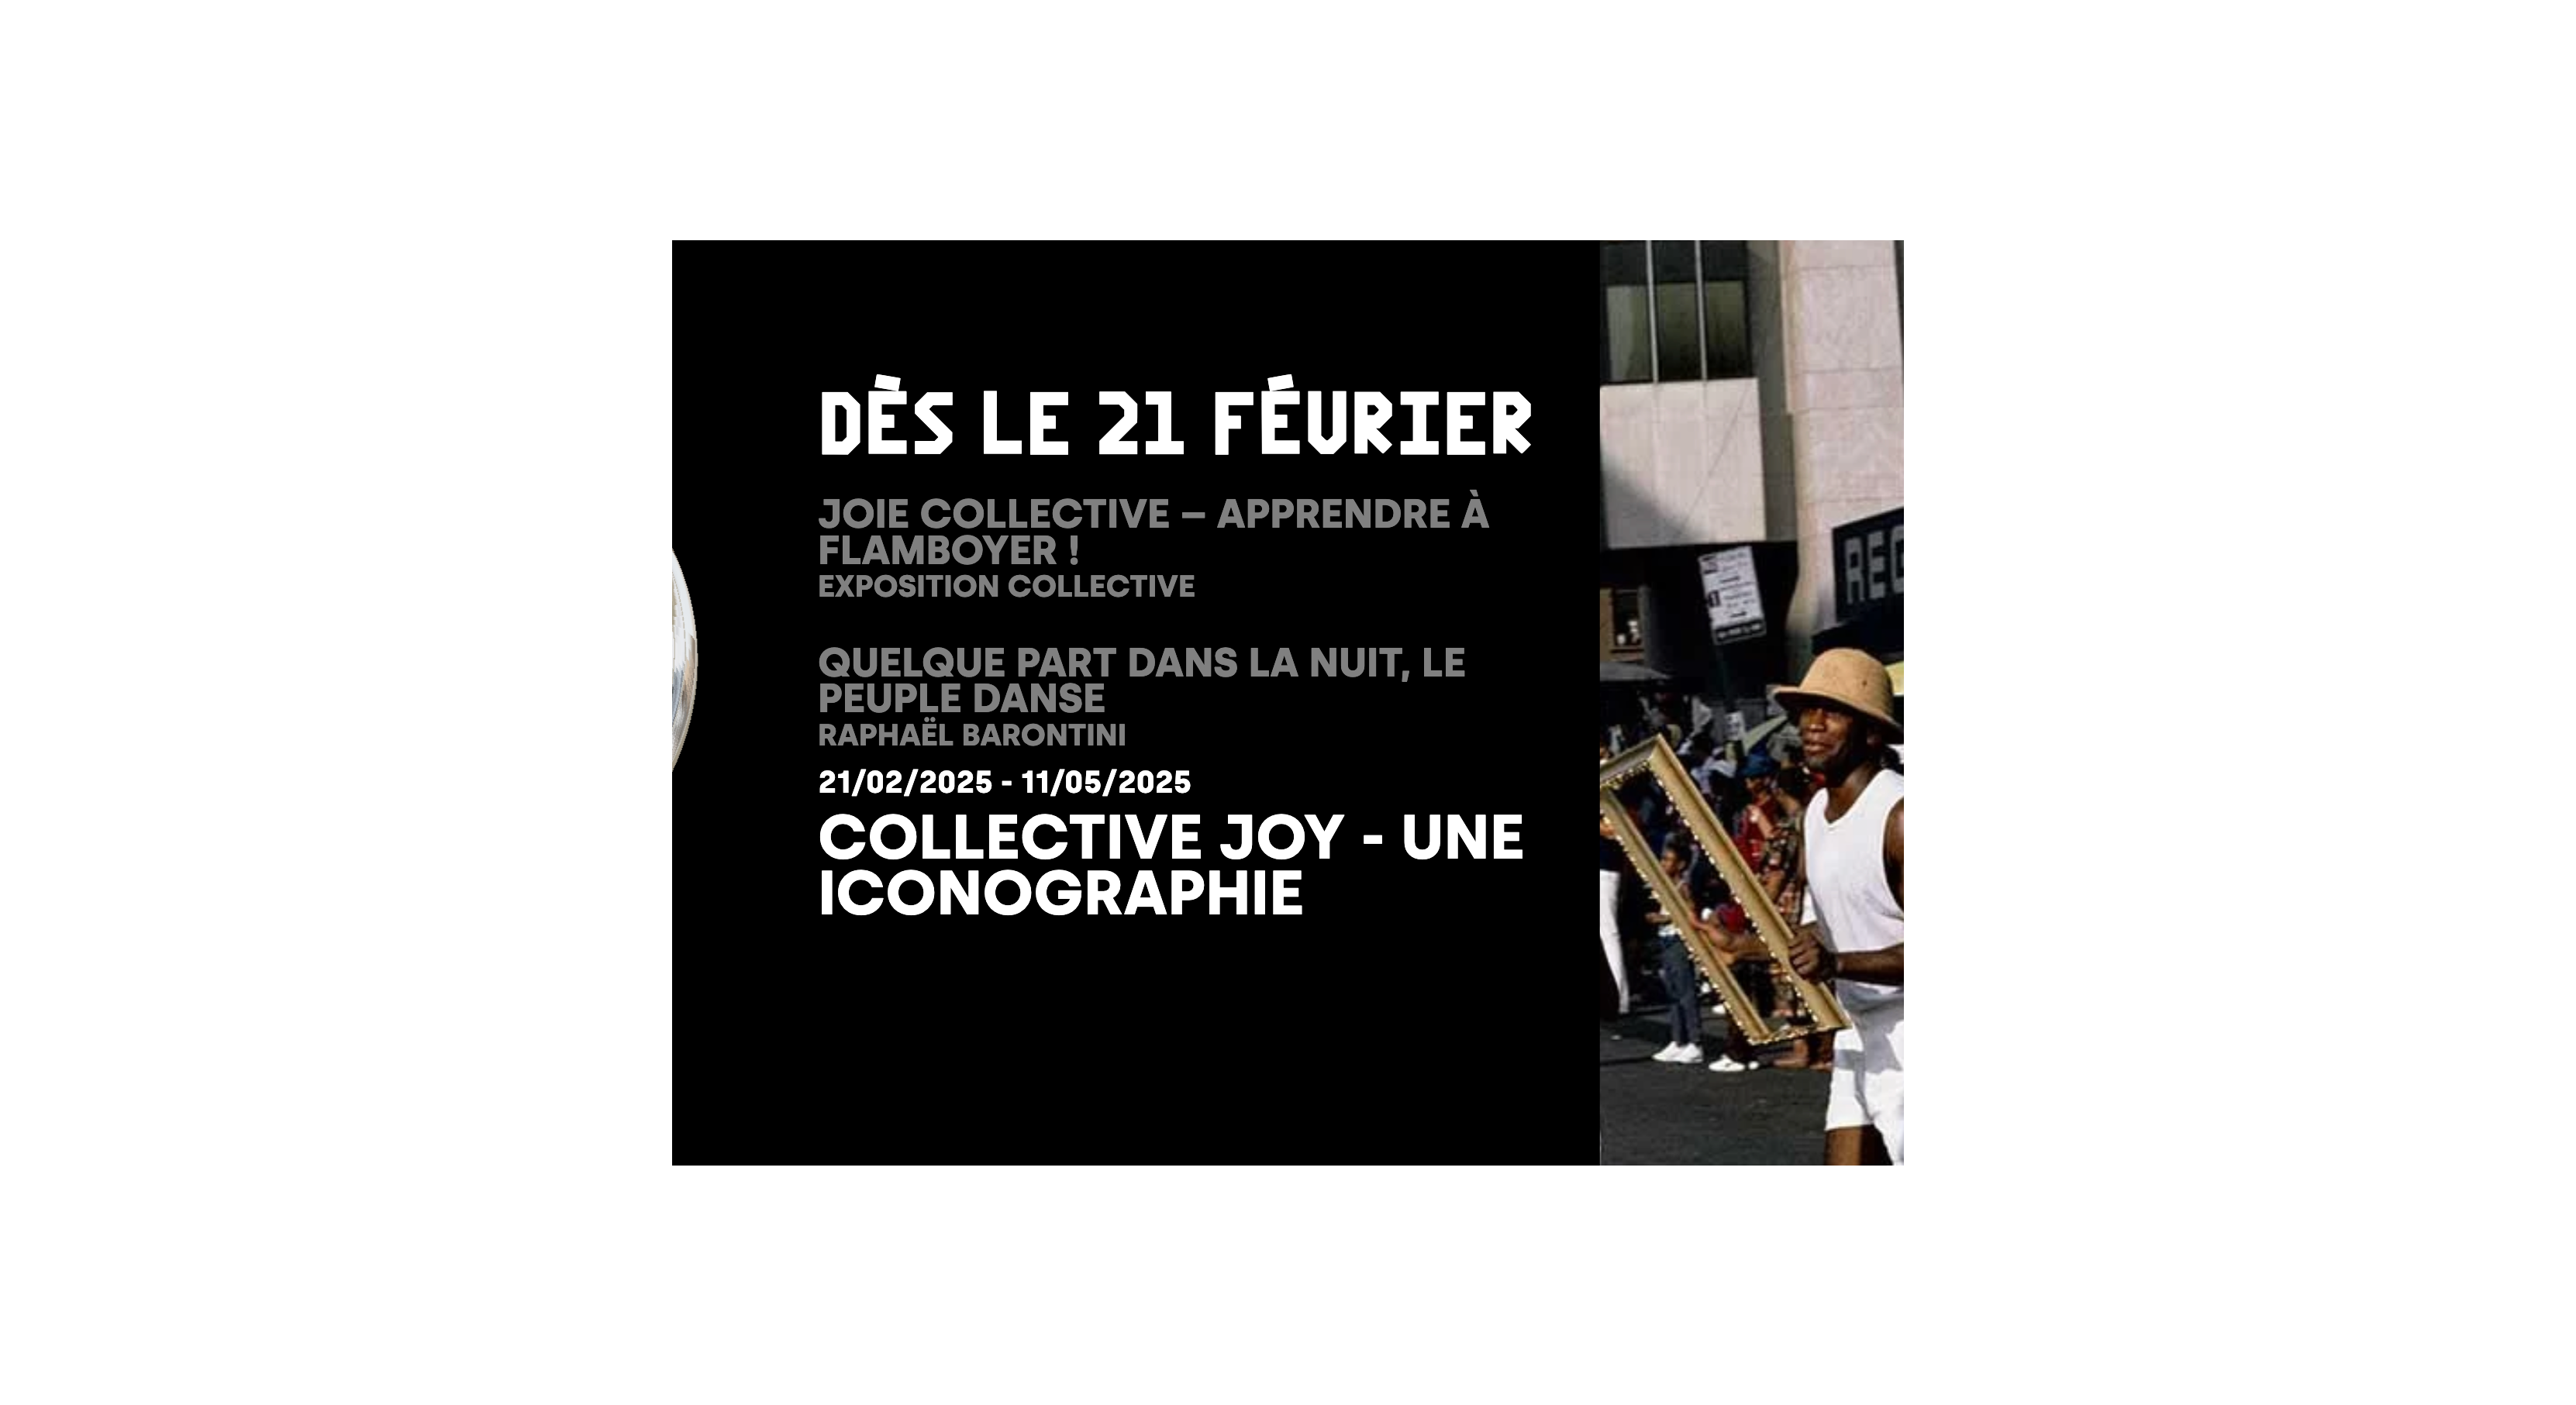 DÈS LE 21 FÉVRIER
JOIE COLLECTIVE – APPRENDRE À
FLAMBOYER !
EXPOSITION COLLECTIVE
QUELQUE PART DANS LA NUIT, LE
PEUPLE DANSE
RAPHAËL BARONTINI
21/02/2025 - 11/05/2025
COLLECTIVE JOY - UNE
ICONOGRAPHIE
REC